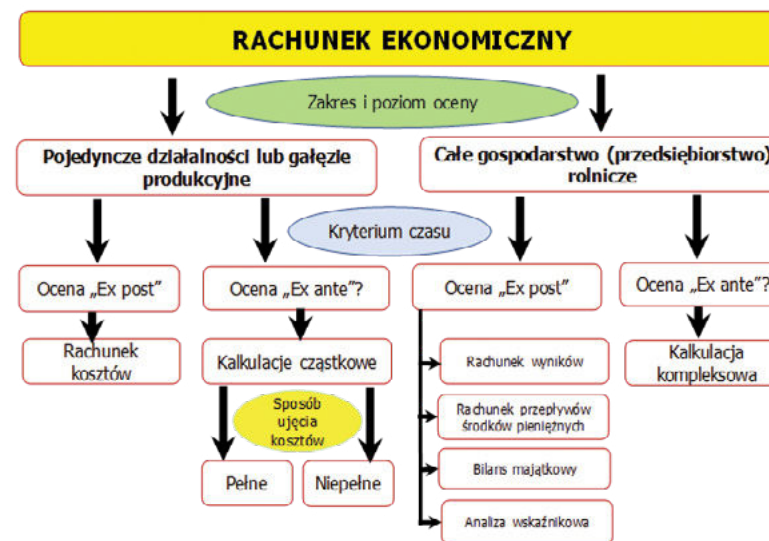 RACHUNEK EKONOMICZNY
Zakres i poziom oceny
Pojedyncze działalności lub gałęzie
produkcyjne
Całe gospodarstwo (przedsiębiorstwo)
rolnicze
Kryterium czasu
Ocena „Ex post”
Ocena „Ex ante”?
Ocena „Ex post”
Ocena „Ex ante”?
Rachunek
kosztów
Kalkulacje cząstkowe
Rachunek wyników
Kalkulacja
kompleksowa
Sposób
ujęcia
kosztów
Rachunek przepływów
środków pieniężnych
Pełne
Niepełne
Bilans majątkowy
Analiza wskaźnikowa